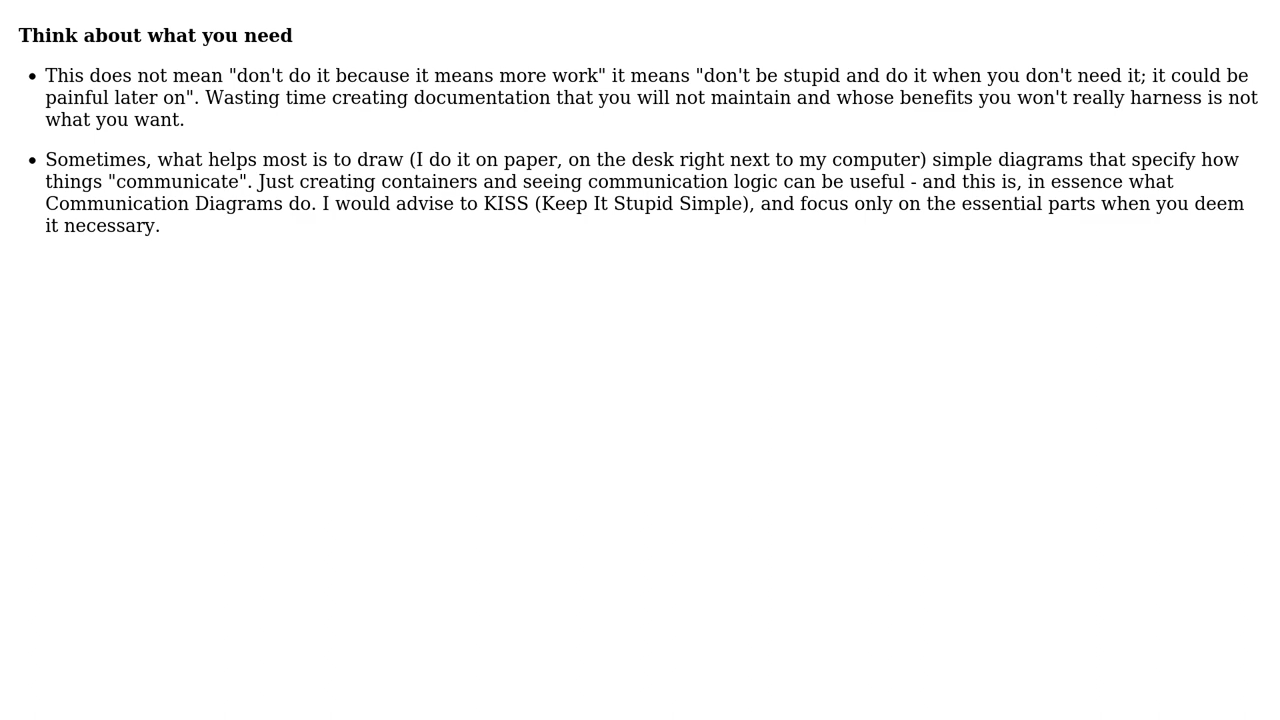 Think about what you need
This does not mean "don't do it because it means more work" it means "don't be stupid and do it when you don't need it; it could be
painful later on". Wasting time creating documentation that you will not maintain and whose benefits you won't really harness is not
what you want.
Sometimes, what helps most is to draw (I do it on paper, on the desk right next to my computer) simple diagrams that specify how
things "communicate". Just creating containers and seeing communication logic can be useful - and this is, in essence what
Communication Diagrams do. I would advise to KISS (Keep It Stupid Simple), and focus only on the essential parts when you deem
it necessary.